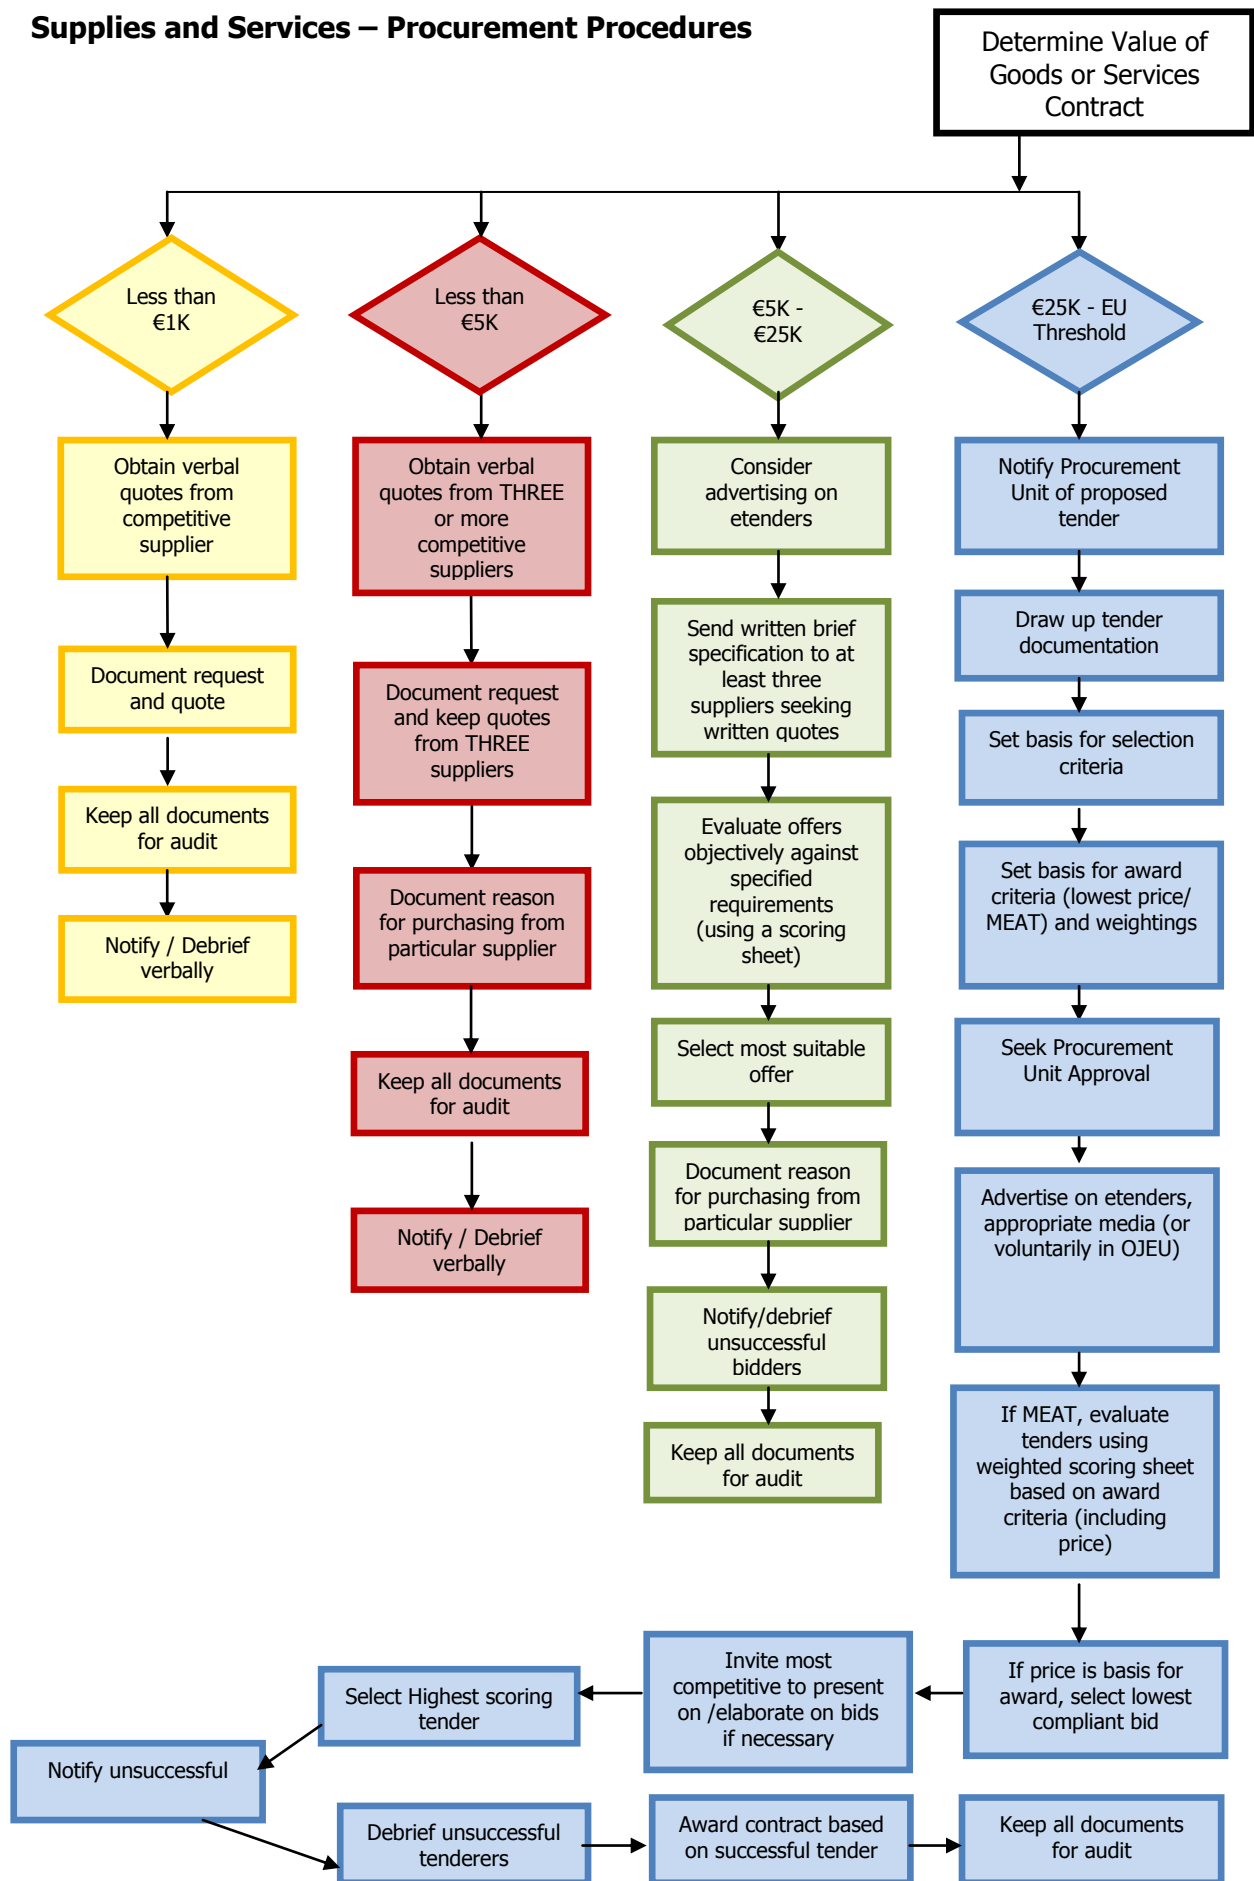 Supplies and Services – Procurement Procedures
Determine Value of
Goods or Services
Contract
Less than
€1K
Less than
€5K
€5K -
€25K
€25K - EU
Threshold
Obtain verbal
quotes from
competitive
supplier
Document request
and quote
Keep all documents
for audit
Notify / Debrief
verbally
Obtain verbal
quotes from THREE
or more
competitive
suppliers
Document request
and keep quotes
from THREE
suppliers
Document reason
for purchasing from
particular supplier
Keep all documents
for audit
Notify / Debrief
verbally
Consider
advertising on
etenders
Send written brief
specification to at
least three
suppliers seeking
written quotes
Evaluate offers
objectively against
specified
requirements
(using a scoring
sheet)
Select most suitable
offer
Document reason
for purchasing from
particular supplier
Notify/debrief
unsuccessful
bidders
Keep all documents
for audit
Notify Procurement
Unit of proposed
tender
Draw up tender
documentation
Set basis for selection
criteria
Set basis for award
criteria (lowest price/
MEAT) and weightings
Seek Procurement
Unit Approval
Advertise on etenders,
appropriate media (or
voluntarily in OJEU)
If MEAT, evaluate
tenders using
weighted scoring sheet
based on award
criteria (including
price)
If price is basis for
award, select lowest
compliant bid
Invite most
competitive to present
on /elaborate on bids
if necessary
Select Highest scoring
tender
Notify unsuccessful
Debrief unsuccessful
tenderers
Award contract based
on successful tender
Keep all documents
for audit